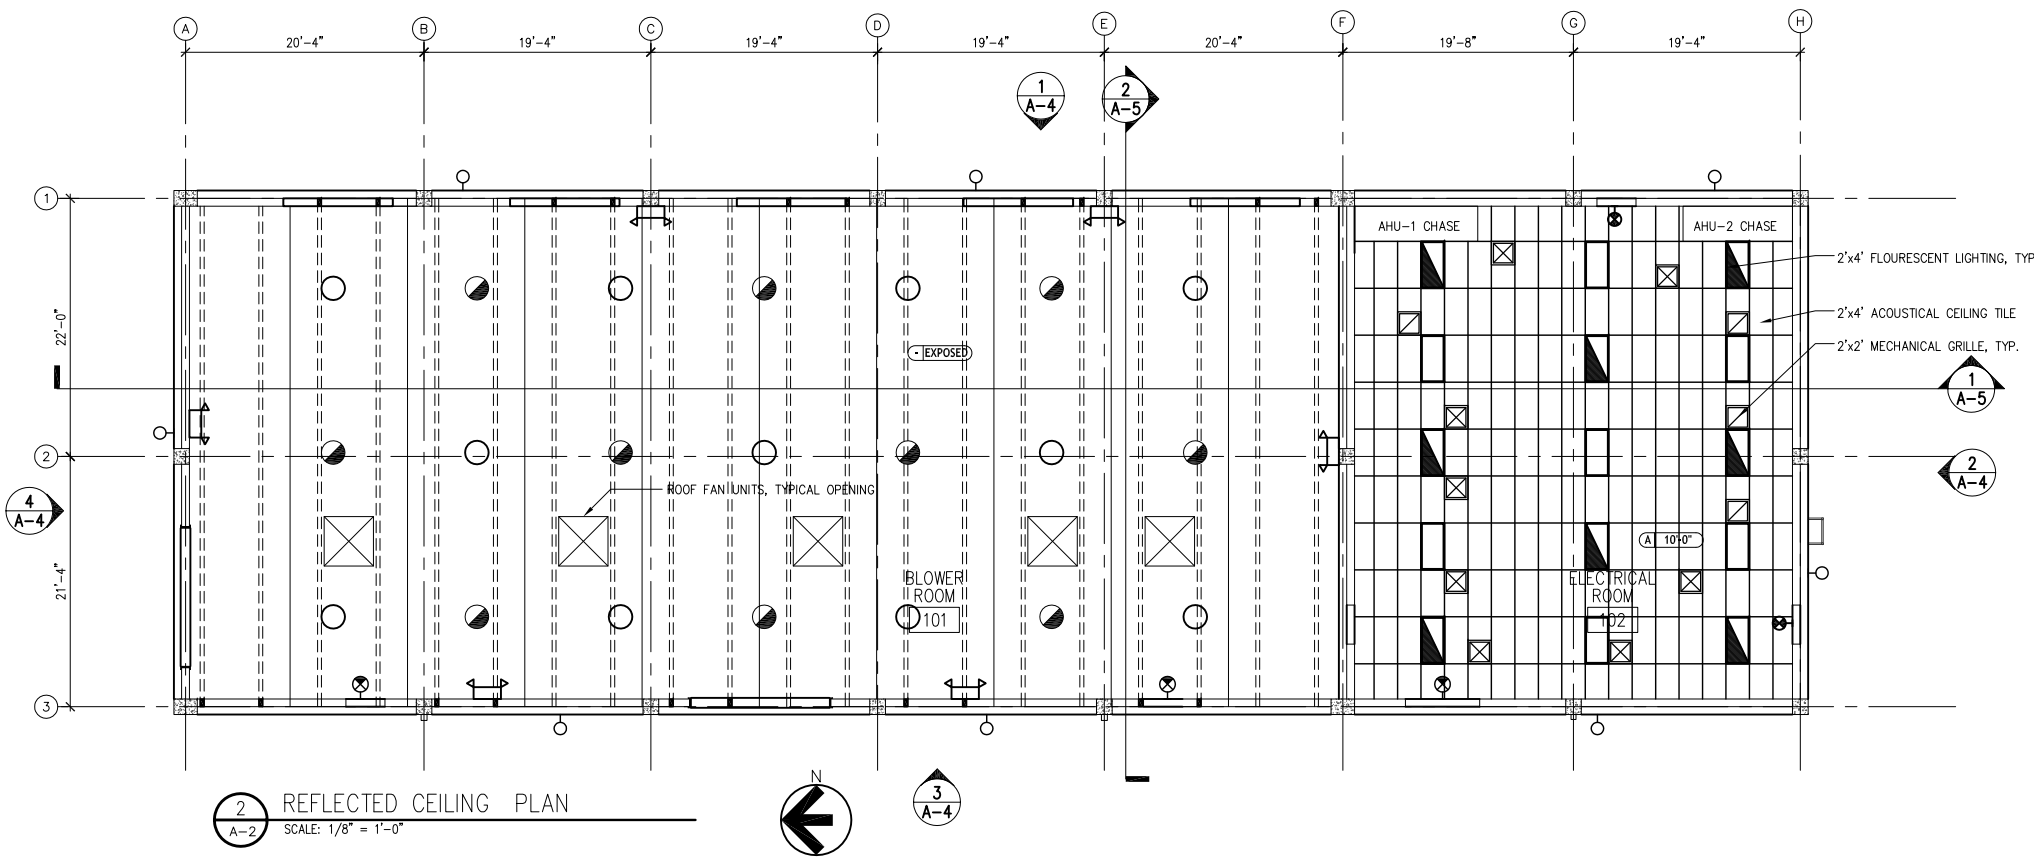 A B C D E F G H
20'-4" 19'-4" 19'-4" 19'-4" 20'-4" 19'-8" 19'-4"
1
A-4
2
A-5
1
AHU-1 CHASE
AHU-2 CHASE
2'x4' FLOURESCENT LIGHTING, TYP
2'x4' ACOUSTICAL CEILING TILE
2'x2' MECHANICAL GRILLE, TYP.
22'-0"
- EXPOSED
1
A-5
2
2
A-4
4
A-4
ROOF FAN UNITS, TYPICAL OPENING
A 10'-0"
21'-4"
BLOWER
ROOM
101
ELECTRICAL
ROOM
102
3
N
3
A-4
2
A-2
REFLECTED CEILING PLAN
SCALE: 1/8" = 1'-0"